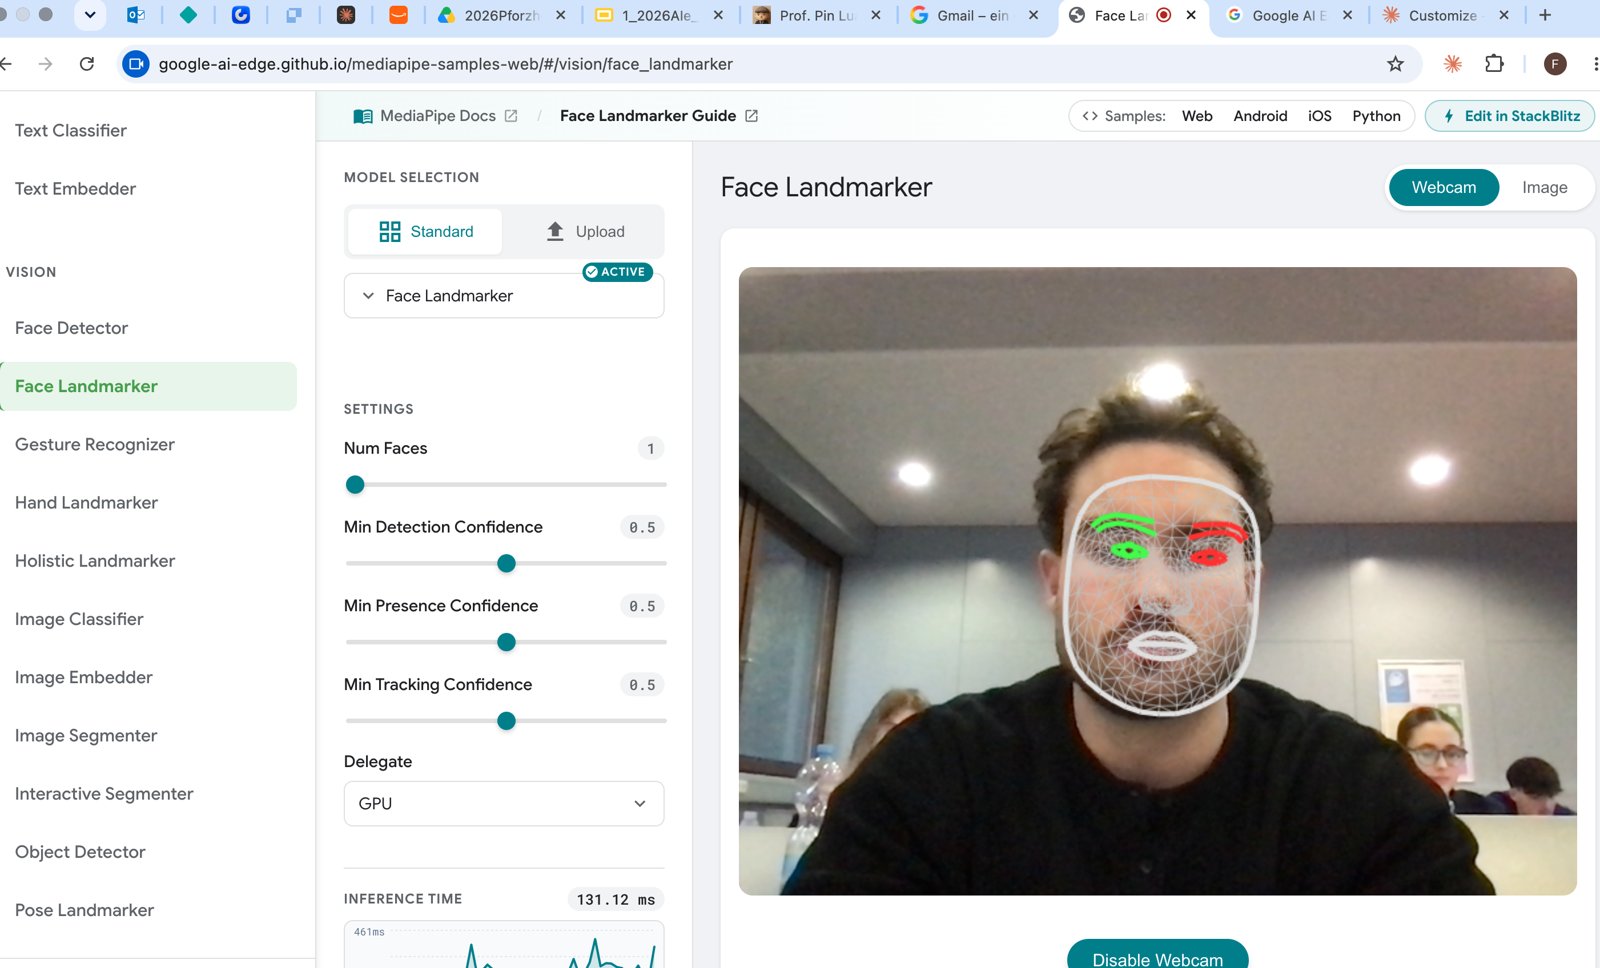 2026Pforzh
1_2026Ale_
Prof. Pin Lu
Gmail – ein
Face La
Google AI E
Customize
google-ai-edge.github.io/mediapipe-samples-web/#/vision/face_landmarker
F
Text Classifier
Text Embedder
VISION
Face Detector
Face Landmarker
Gesture Recognizer
Hand Landmarker
Holistic Landmarker
Image Classifier
Image Embedder
Image Segmenter
Interactive Segmenter
Object Detector
Pose Landmarker
MediaPipe Docs / Face Landmarker Guide
<> Samples: Web Android iOS Python
Edit in StackBlitz
MODEL SELECTION
Standard Upload
ACTIVE
Face Landmarker
SETTINGS
Num Faces 1
Min Detection Confidence 0.5
Min Presence Confidence 0.5
Min Tracking Confidence 0.5
Delegate
GPU
INFERENCE TIME 131.12 ms
461ms
Face Landmarker
Webcam Image
Disable Webcam